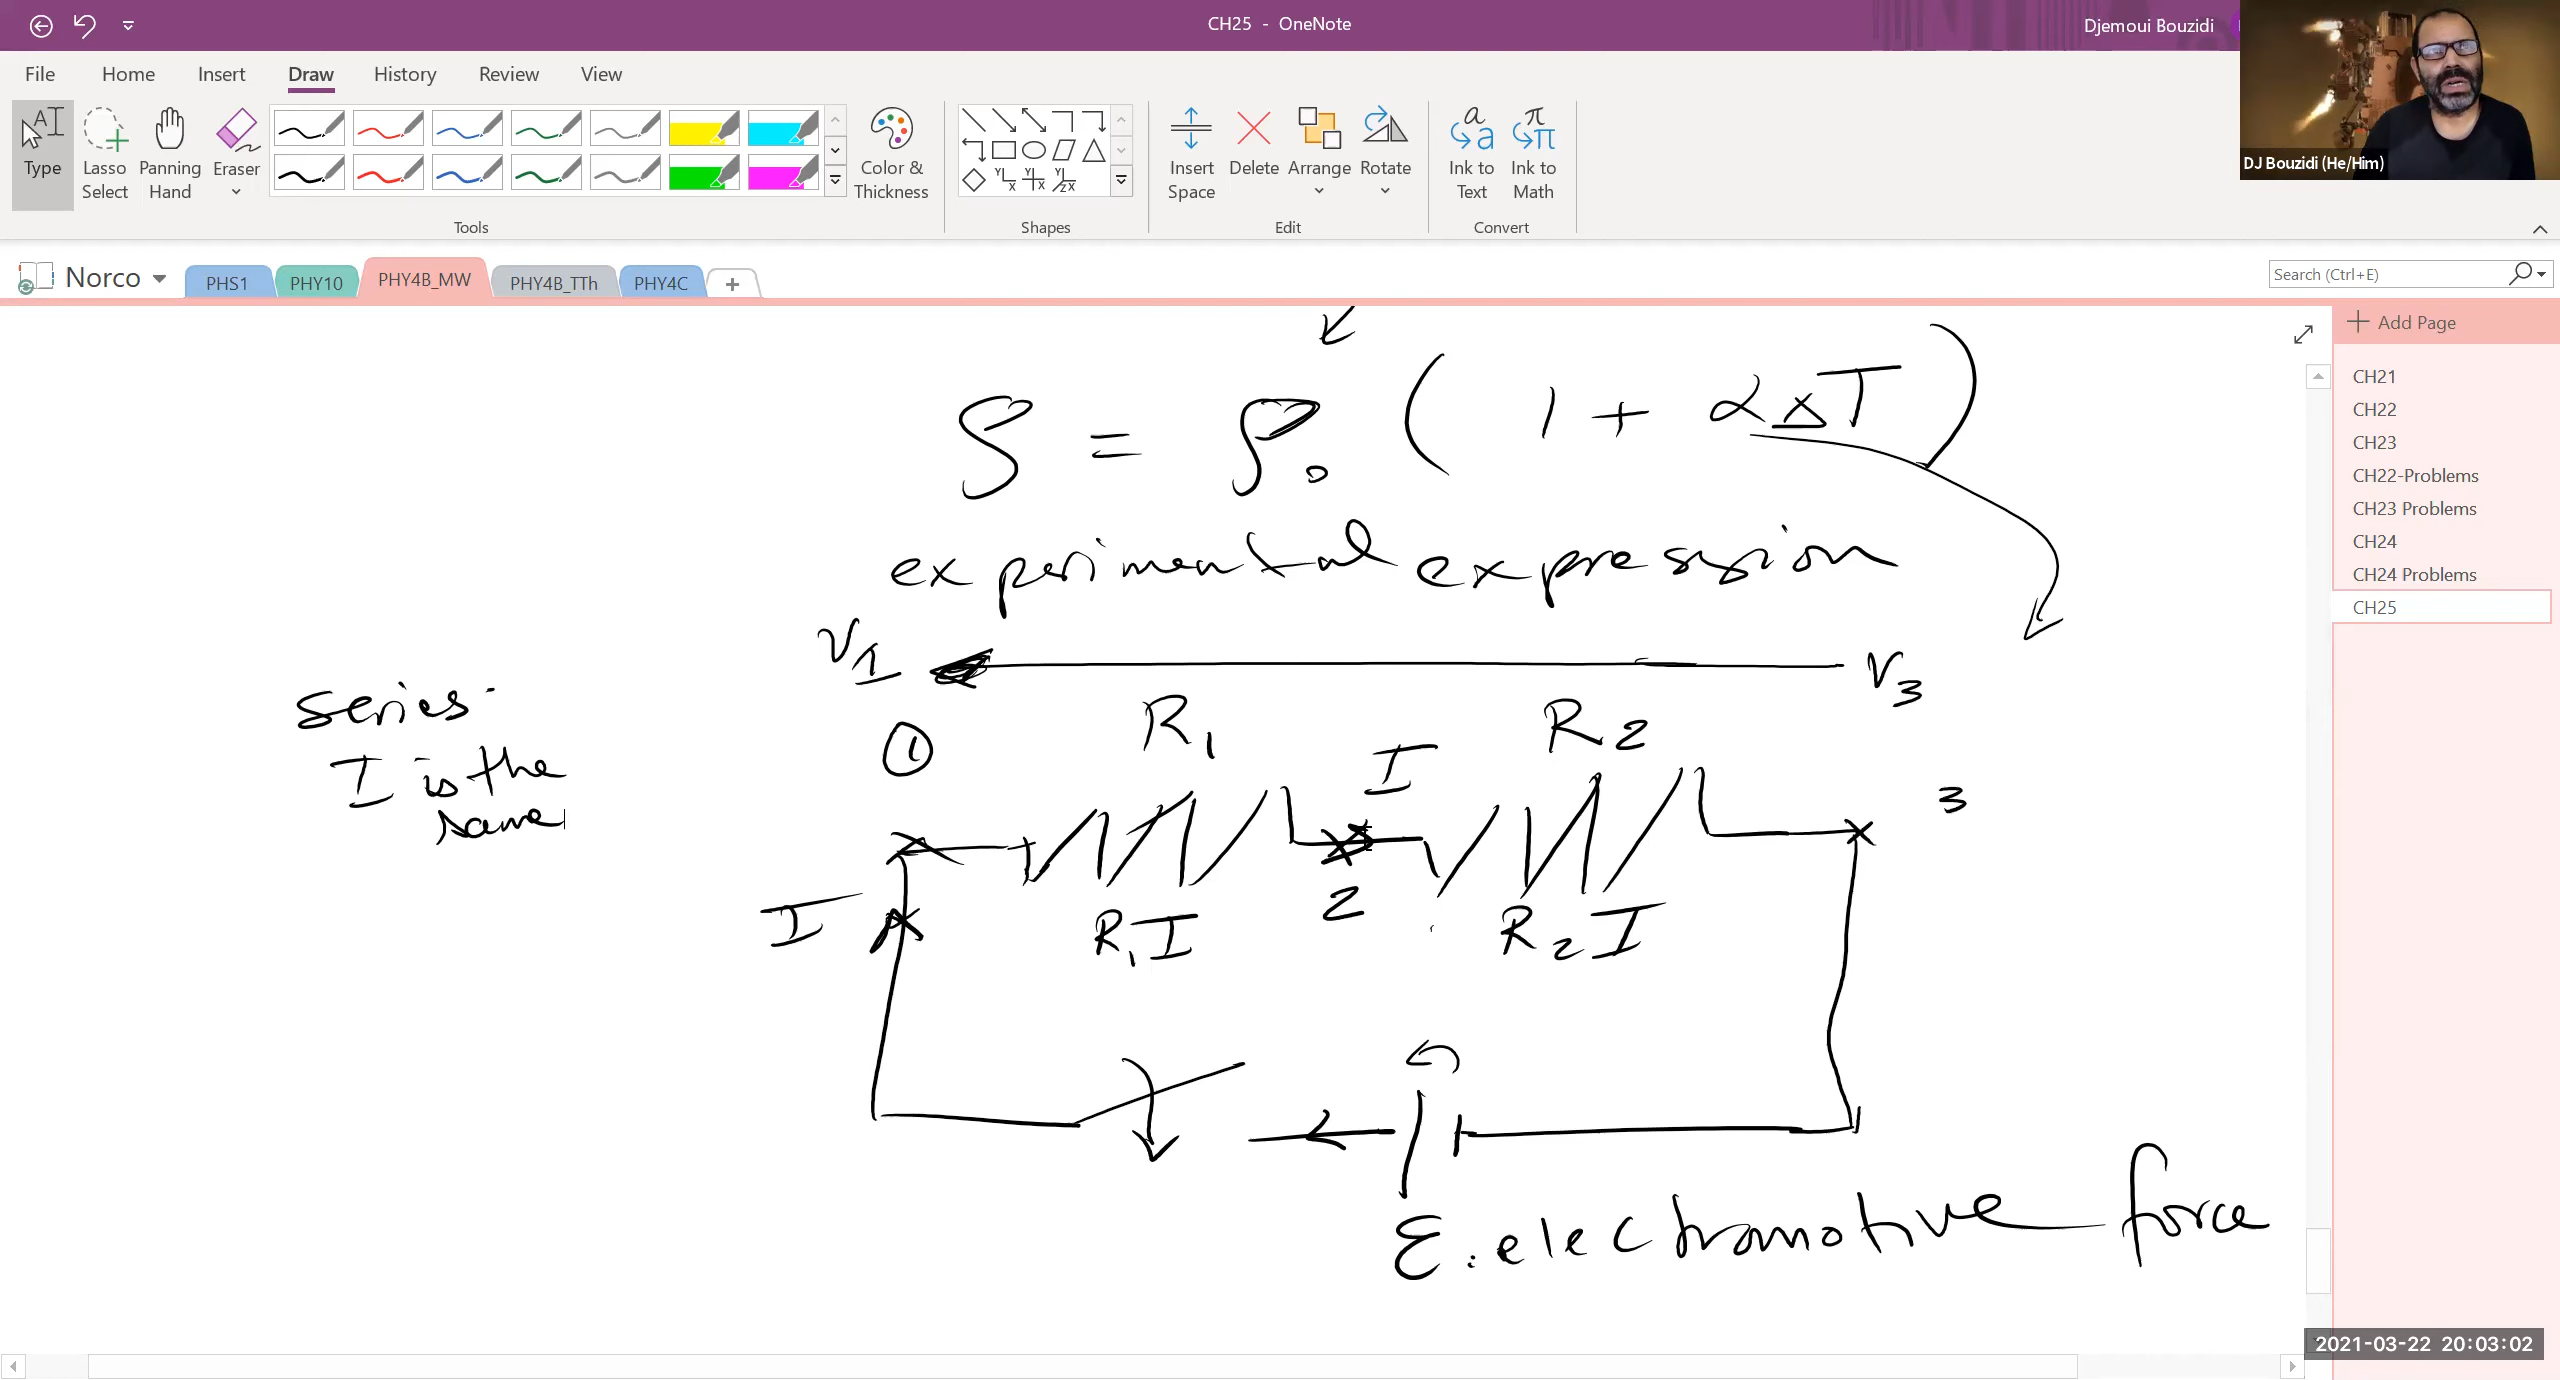 CH25 - OneNote
Djemoui Bouzidi
File Home Insert Draw History Review View
Type
Lasso Select
Panning Hand
Eraser
Color & Thickness
Insert Space
Delete
Arrange
Rotate
Ink to Text
Ink to Math
Tools
Shapes
Edit
Convert
DJ Bouzidi (He/Him)
Norco
PHS1 PHY10 PHY4B_MW PHY4B_TTh PHY4C
Search (Ctrl+E)
Add Page
CH21
CH22
CH23
CH22-Problems
CH23 Problems
CH24
CH24 Problems
CH25
ρ = ρ₀ ( 1 + αΔT )
experimental expression
V1 V3
series.
I is the
same
1 R1 I R2 3
I R1I 2 R2I
ε : electromotive force
2021-03-22 20:03:02